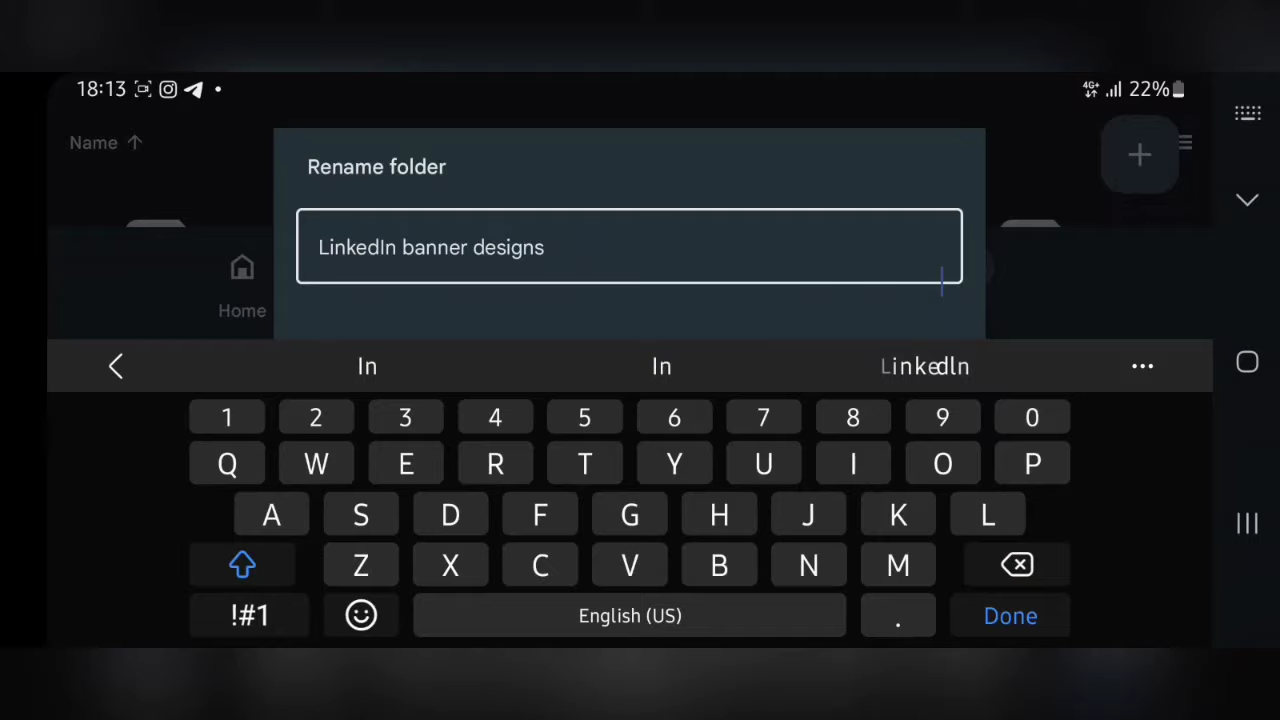 18:13
4G+ 22%
Name
Rename folder
LinkedIn banner designs
Home
In In LinkedIn
1 2 3 4 5 6 7 8 9 0
Q W E R T Y U I O P
A S D F G H J K L
Z X C V B N M
!#1 English (US) . Done